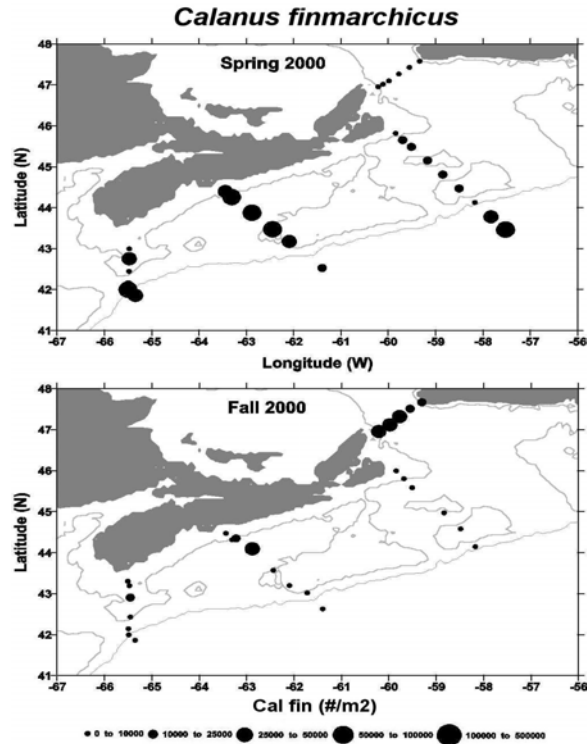 Calanus finmarchicus
Spring 2000
48
47
46
45
44
43
42
41
Latitude (N)
-67 -66 -65 -64 -63 -62 -61 -60 -59 -58 -57 -56
Longitude (W)
Fall 2000
48
47
46
45
44
43
42
41
Latitude (N)
-67 -66 -65 -64 -63 -62 -61 -60 -59 -58 -57 -56
Cal fin (#/m2)
0 to 10000 10000 to 25000 25000 to 50000 50000 to 100000 100000 to 500000